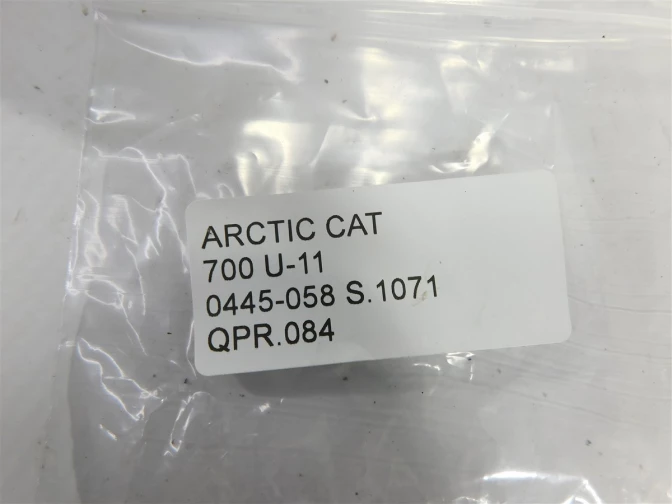 ARCTIC CAT
700 U-11
0445-058 S.1071
QPR.084